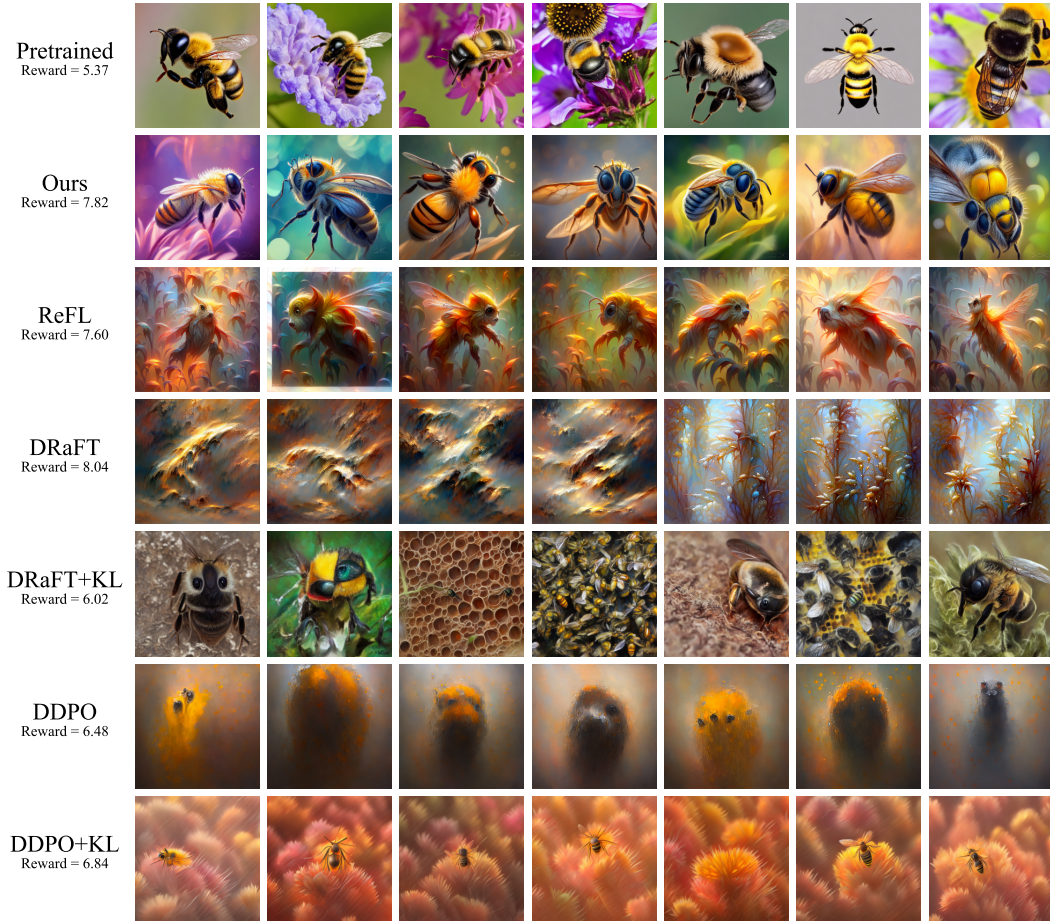 Pretrained
Reward = 5.37
Ours
Reward = 7.82
ReFL
Reward = 7.60
DRaFT
Reward = 8.04
DRaFT+KL
Reward = 6.02
DDPO
Reward = 6.48
DDPO+KL
Reward = 6.84